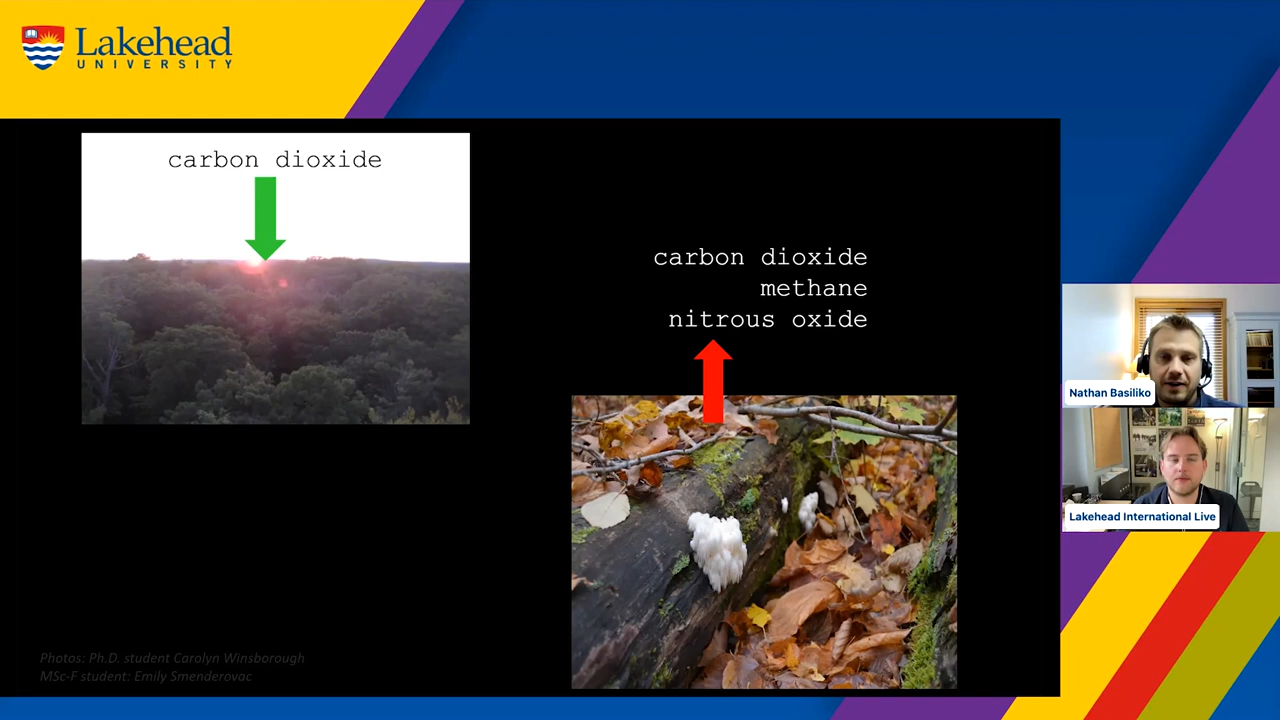 Lakehead
UNIVERSITY
carbon dioxide
carbon dioxide
methane
nitrous oxide
Nathan Basiliko
Lakehead International Live
Photos: Ph.D. student Carolyn Winsborough
MSc-F student: Emily Smenderovac